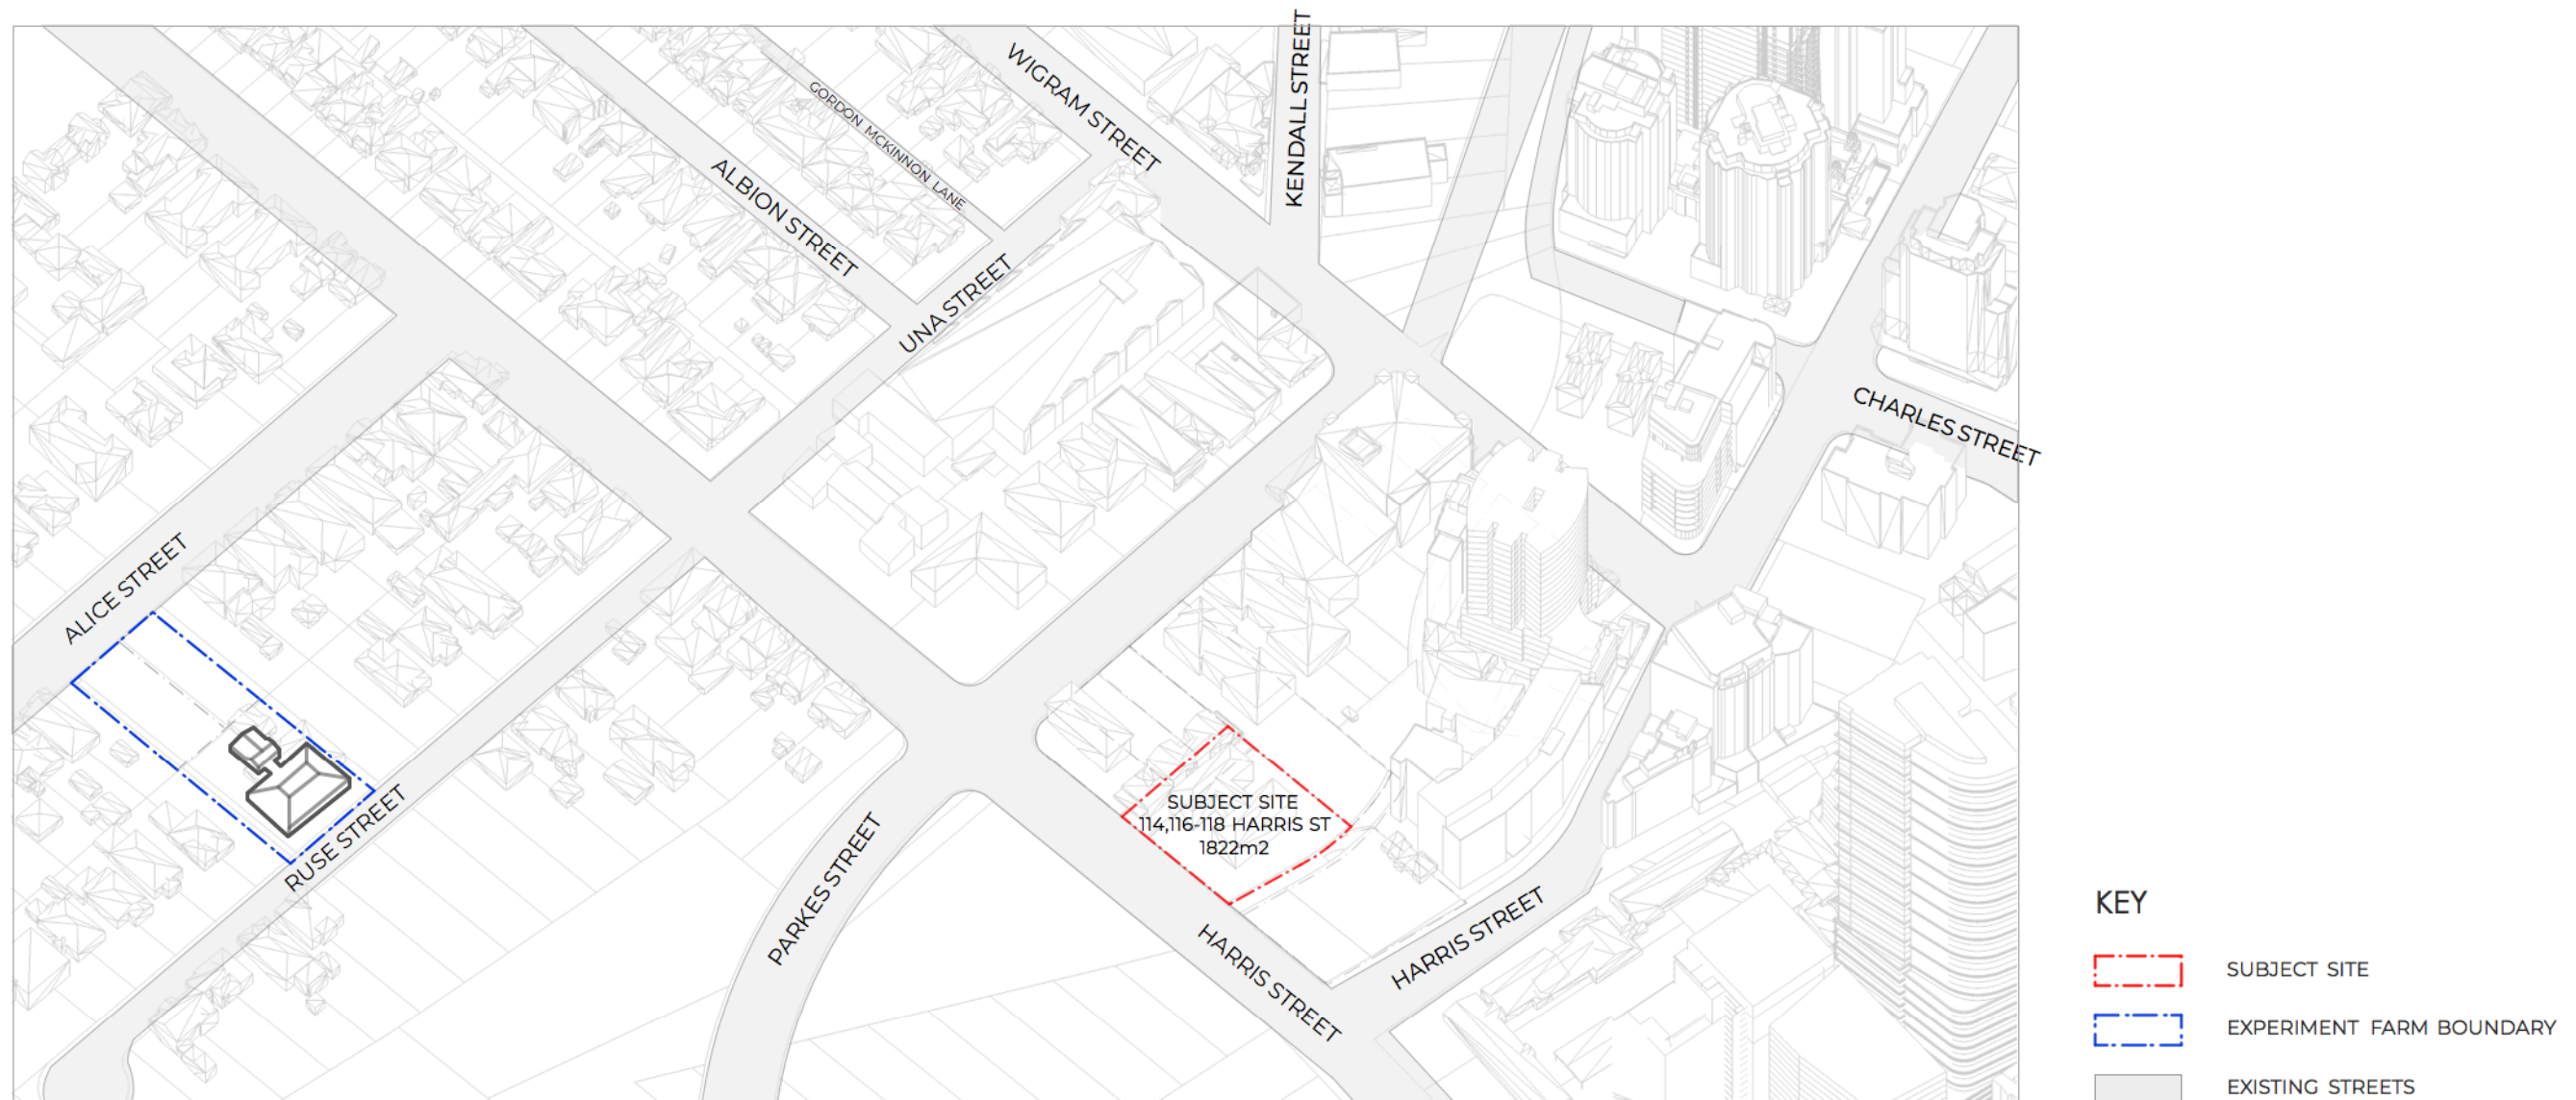 WIGRAM STREET
KENDALL STREET
GORDON MCKINNON LANE
ALBION STREET
UNA STREET
CHARLES STREET
ALICE STREET
RUSE STREET
PARKES STREET
SUBJECT SITE
114,116-118 HARRIS ST
1822m2
HARRIS STREET
HARRIS STREET
KEY
SUBJECT SITE
EXPERIMENT FARM BOUNDARY
EXISTING STREETS